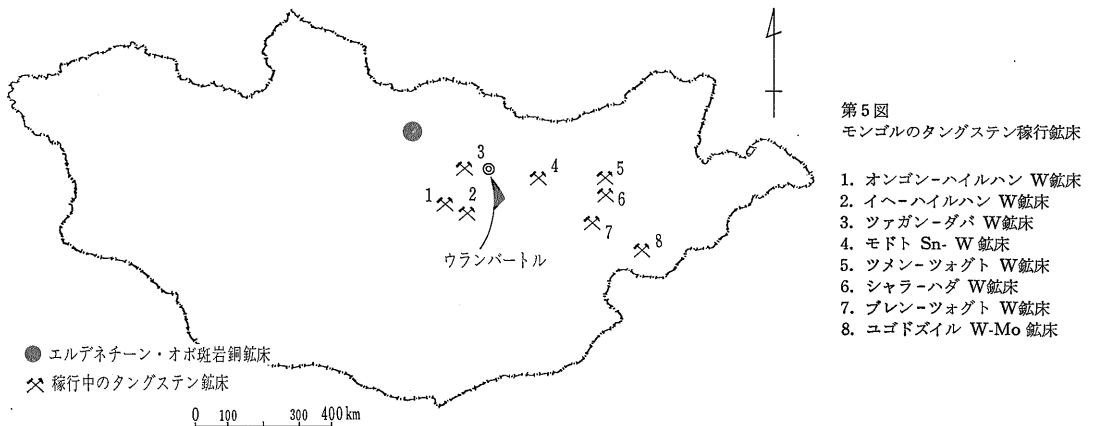 第5図
モンゴルのタングステン稼行鉱床
1. オンゴン-ハイルハン W鉱床
2. イヘ-ハイルハン W鉱床
3. ツァガン-ダバ W鉱床
4. モドト Sn- W 鉱床
5. ツメン-ツォグト W鉱床
6. シャラ-ハダ W鉱床
7. ブレン-ツォグト W鉱床
8. ユゴドズイル W-Mo 鉱床
3
4
5
1
2
6
7
8
ウランバートル
エルデネチーン・オボ斑岩銅鉱床
稼行中のタングステン鉱床
0 100 300 400km